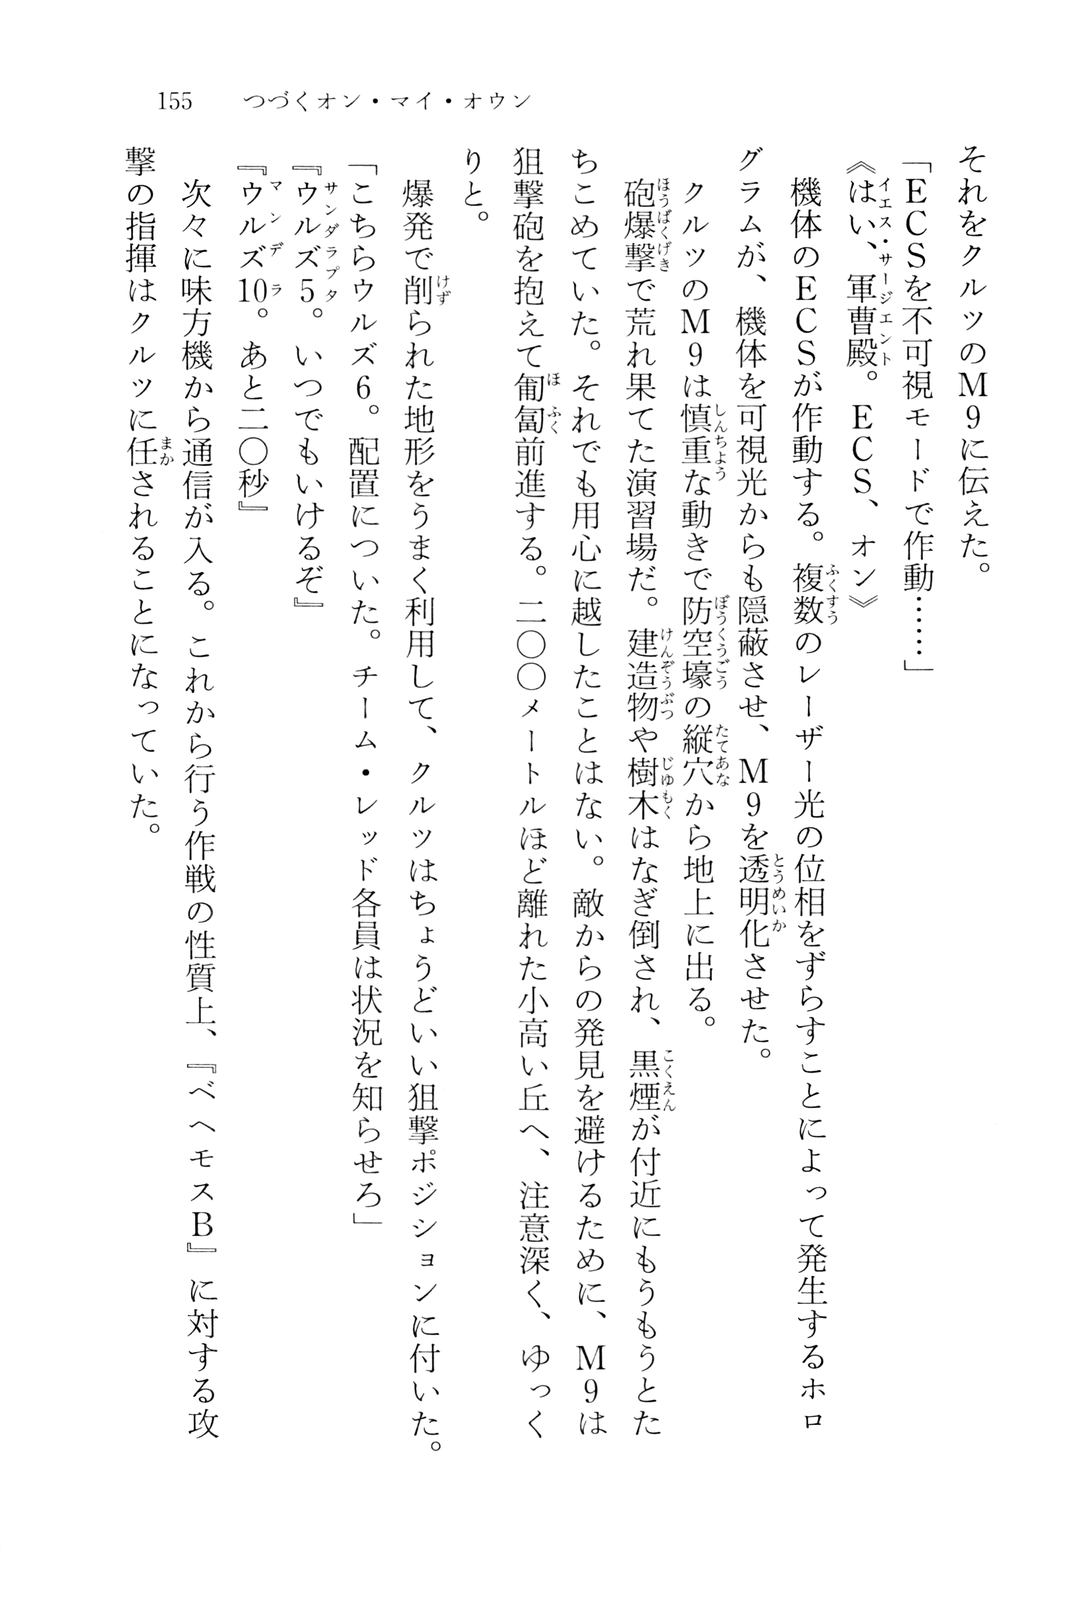 155　つづくオン・マイ・オウン
それをクルツのM9に伝えた。
「ECSを不可視モードで作動……」
《はい、軍曹殿。ECS、オン》
機体のECSが作動する。複数のレーザー光の位相をずらすことによって発生するホロ
グラムが、機体を可視光からも隠蔽させ、M9を透明化させた。
クルツのM9は慎重な動きで防空壕の縦穴から地上に出る。
砲爆撃で荒れ果てた演習場だ。建造物や樹木はなぎ倒され、黒煙が付近にもうもうとた
ちこめていた。それでも用心に越したことはない。敵からの発見を避けるために、M9は
狙撃砲を抱えて匍匐前進する。二〇〇メートルほど離れた小高い丘へ、注意深く、ゆっく
りと。
爆発で削られた地形をうまく利用して、クルツはちょうどいい狙撃ポジションに付いた。
「こちらウルズ6。配置についた。チーム・レッド各員は状況を知らせろ」
『ウルズ5。いつでもいけるぞ』
『ウルズ10。あと二〇秒』
次々に味方機から通信が入る。これから行う作戦の性質上、『ベヘモスB』に対する攻
撃の指揮はクルツに任されることになっていた。